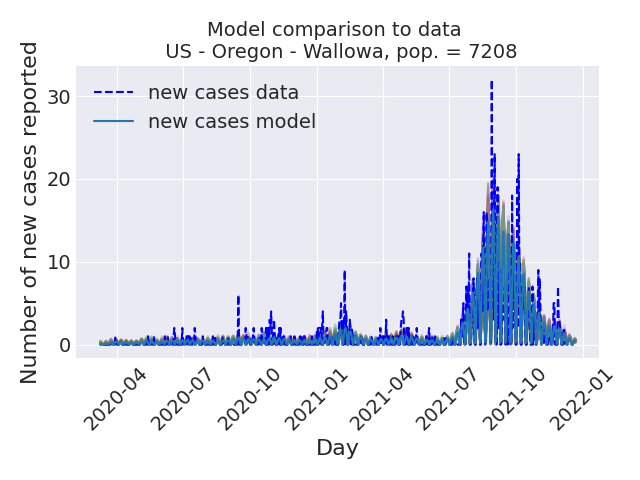 Model comparison to data
US - Oregon - Wallowa, pop. = 7208
Number of new cases reported
30
20
10
0
new cases data
new cases model
2020-04
2020-07
2020-10
2021-01
2021-04
2021-07
2021-10
2022-01
Day